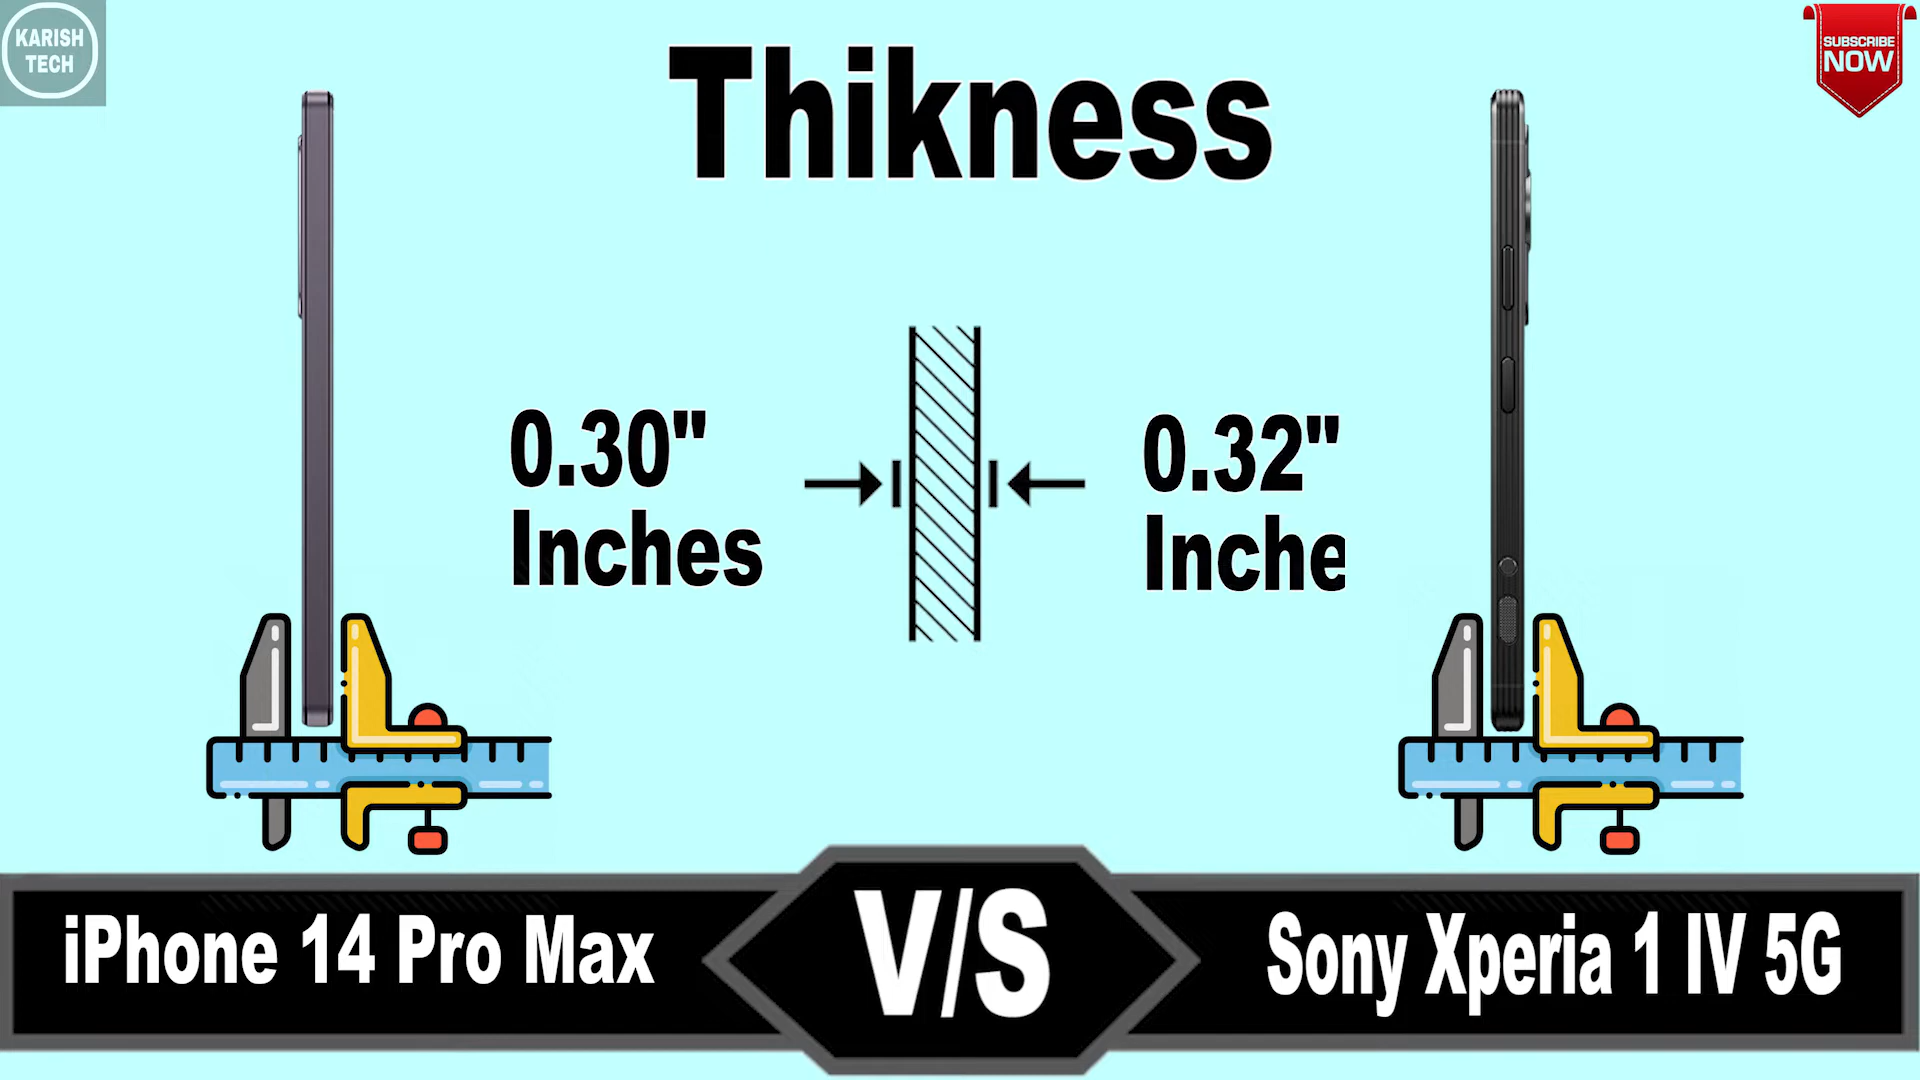 KARISH
TECH
SUBSCRIBE
NOW
Thikness
0.30"
Inches
0.32"
Inche
iPhone 14 Pro Max
V/S
Sony Xperia 1 IV 5G